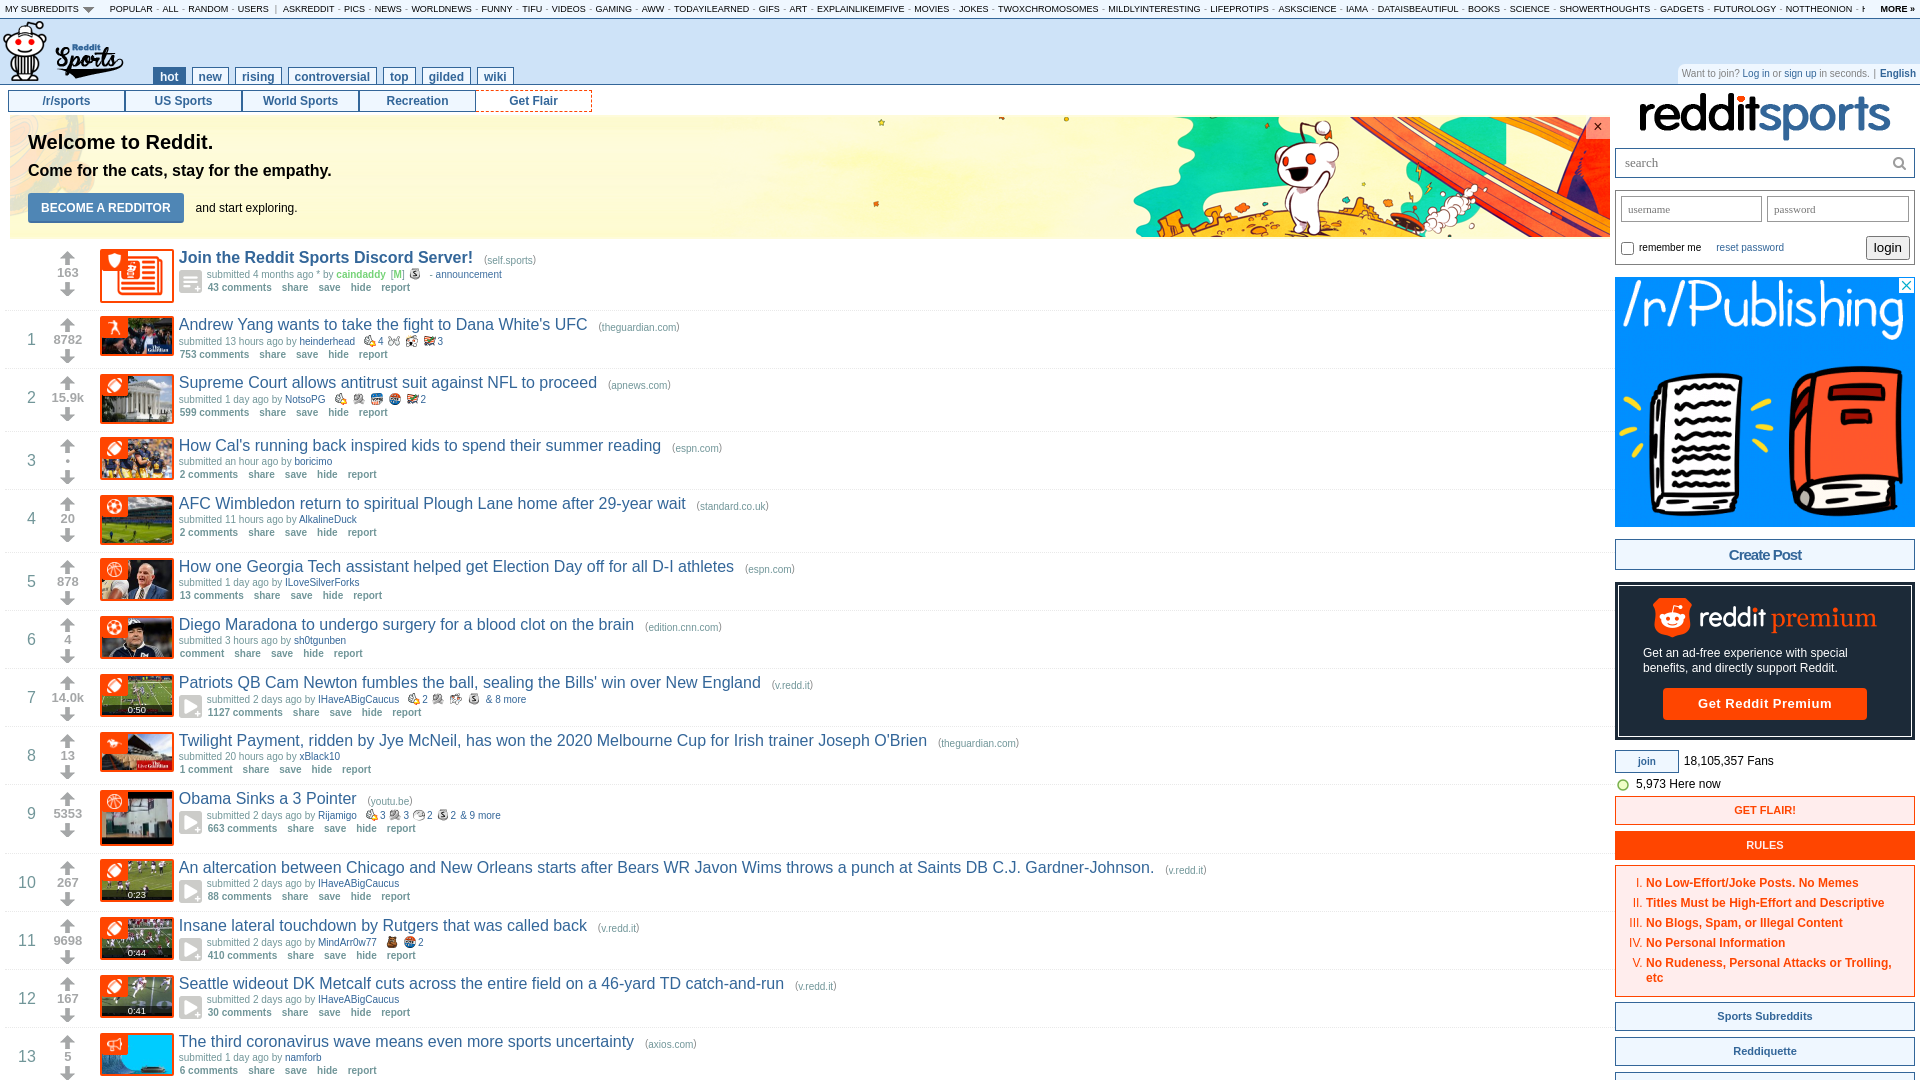 MY SUBREDDITS POPULAR - ALL - RANDOM - USERS | ASKREDDIT - PICS - NEWS - WORLDNEWS - FUNNY - TIFU - VIDEOS - GAMING - AWW - TODAYILEARNED - GIFS - ART - EXPLAINLIKEIMFIVE - MOVIES - JOKES - TWOXCHROMOSOMES - MILDLYINTERESTING - LIFEPROTIPS - ASKSCIENCE - IAMA - DATAISBEAUTIFUL - BOOKS - SCIENCE - SHOWERTHOUGHTS - GADGETS - FUTUROLOGY - NOTTHEONION - MORE »
Reddit
Sports
hot new rising controversial top gilded wiki
Want to join? Log in or sign up in seconds. | English
/r/sports US Sports World Sports Recreation Get Flair
Welcome to Reddit.
Come for the cats, stay for the empathy.
BECOME A REDDITOR and start exploring.
×
163
Join the Reddit Sports Discord Server! (self.sports)
submitted 4 months ago * by caindaddy [M] - announcement
43 comments share save hide report
1 8782
Andrew Yang wants to take the fight to Dana White's UFC (theguardian.com)
submitted 13 hours ago by heinderhead 4 3
753 comments share save hide report
2 15.9k
Supreme Court allows antitrust suit against NFL to proceed (apnews.com)
submitted 1 day ago by NotsoPG 2
599 comments share save hide report
3 •
How Cal's running back inspired kids to spend their summer reading (espn.com)
submitted an hour ago by boricimo
2 comments share save hide report
4 20
AFC Wimbledon return to spiritual Plough Lane home after 29-year wait (standard.co.uk)
submitted 11 hours ago by AlkalineDuck
2 comments share save hide report
5 878
How one Georgia Tech assistant helped get Election Day off for all D-I athletes (espn.com)
submitted 1 day ago by ILoveSilverForks
13 comments share save hide report
6 4
Diego Maradona to undergo surgery for a blood clot on the brain (edition.cnn.com)
submitted 3 hours ago by sh0tgunben
comment share save hide report
7 14.0k
0:50
Patriots QB Cam Newton fumbles the ball, sealing the Bills' win over New England (v.redd.it)
submitted 2 days ago by IHaveABigCaucus 2 & 8 more
1127 comments share save hide report
8 13
Twilight Payment, ridden by Jye McNeil, has won the 2020 Melbourne Cup for Irish trainer Joseph O'Brien (theguardian.com)
submitted 20 hours ago by xBlack10
1 comment share save hide report
9 5353
Obama Sinks a 3 Pointer (youtu.be)
submitted 2 days ago by Rijamigo 3 3 2 2 & 9 more
663 comments share save hide report
10 267
0:23
An altercation between Chicago and New Orleans starts after Bears WR Javon Wims throws a punch at Saints DB C.J. Gardner-Johnson. (v.redd.it)
submitted 2 days ago by IHaveABigCaucus
88 comments share save hide report
11 9698
0:44
Insane lateral touchdown by Rutgers that was called back (v.redd.it)
submitted 2 days ago by MindArr0w77 2
410 comments share save hide report
12 167
0:41
Seattle wideout DK Metcalf cuts across the entire field on a 46-yard TD catch-and-run (v.redd.it)
submitted 2 days ago by IHaveABigCaucus
30 comments share save hide report
13 5
The third coronavirus wave means even more sports uncertainty (axios.com)
submitted 1 day ago by namforb
6 comments share save hide report
redditsports
search
username password
remember me reset password login
/r/Publishing
Create Post
reddit premium
Get an ad-free experience with special
benefits, and directly support Reddit.
Get Reddit Premium
join 18,105,357 Fans
5,973 Here now
GET FLAIR!
RULES
I. No Low-Effort/Joke Posts. No Memes
II. Titles Must be High-Effort and Descriptive
III. No Blogs, Spam, or Illegal Content
IV. No Personal Information
V. No Rudeness, Personal Attacks or Trolling,
etc
Sports Subreddits
Reddiquette